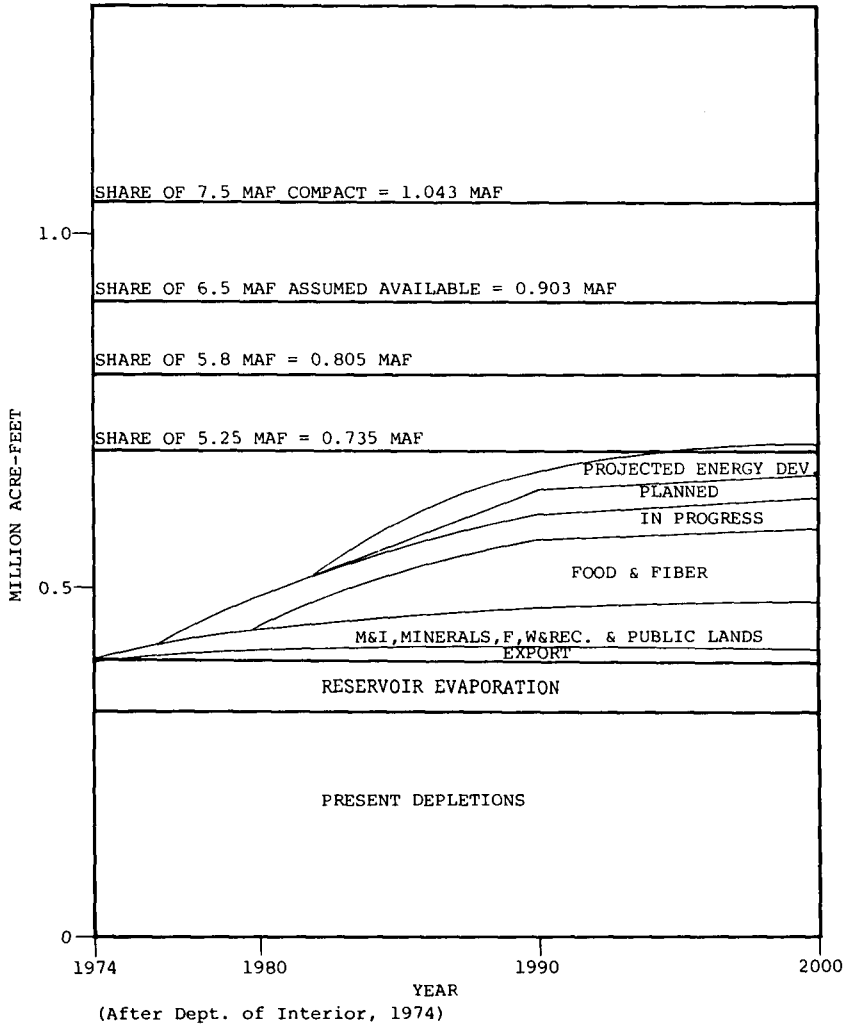 SHARE OF 7.5 MAF COMPACT = 1.043 MAF
1.0
SHARE OF 6.5 MAF ASSUMED AVAILABLE = 0.903 MAF
SHARE OF 5.8 MAF = 0.805 MAF
MILLION ACRE-FEET
SHARE OF 5.25 MAF = 0.735 MAF
PROJECTED ENERGY DEV.
PLANNED
IN PROGRESS
0.5
FOOD & FIBER
M&I,MINERALS,F,W&REC. & PUBLIC LANDS
EXPORT
RESERVOIR EVAPORATION
PRESENT DEPLETIONS
0
1974 1980 1990 2000
YEAR
(After Dept. of Interior, 1974)